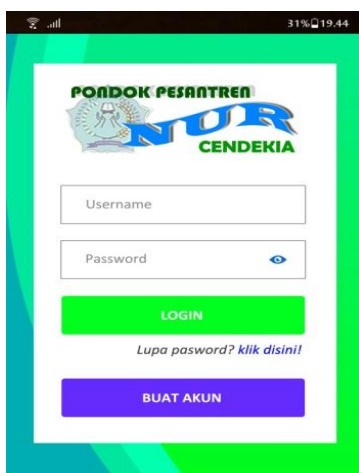 31% 19.44
PONDOK PESANTREN
NUR
CENDEKIA
Username
Password
LOGIN
Lupa pasword? klik disini!
BUAT AKUN